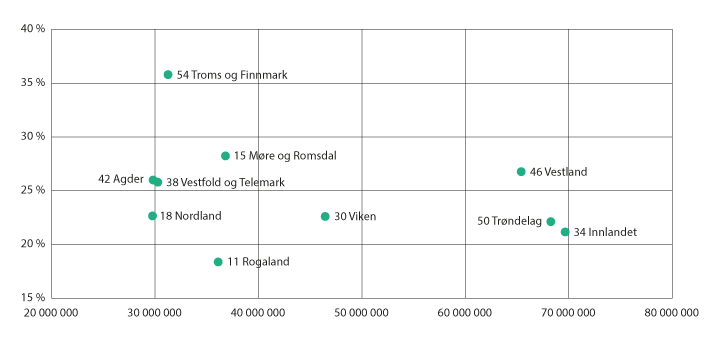 40 %
35 %
54 Troms og Finnmark
30 %
15 Møre og Romsdal
46 Vestland
42 Agder
38 Vestfold og Telemark
25 %
18 Nordland
30 Viken
50 Trøndelag
34 Innlandet
20 %
11 Rogaland
15 %
20 000 000 30 000 000 40 000 000 50 000 000 60 000 000 70 000 000 80 000 000